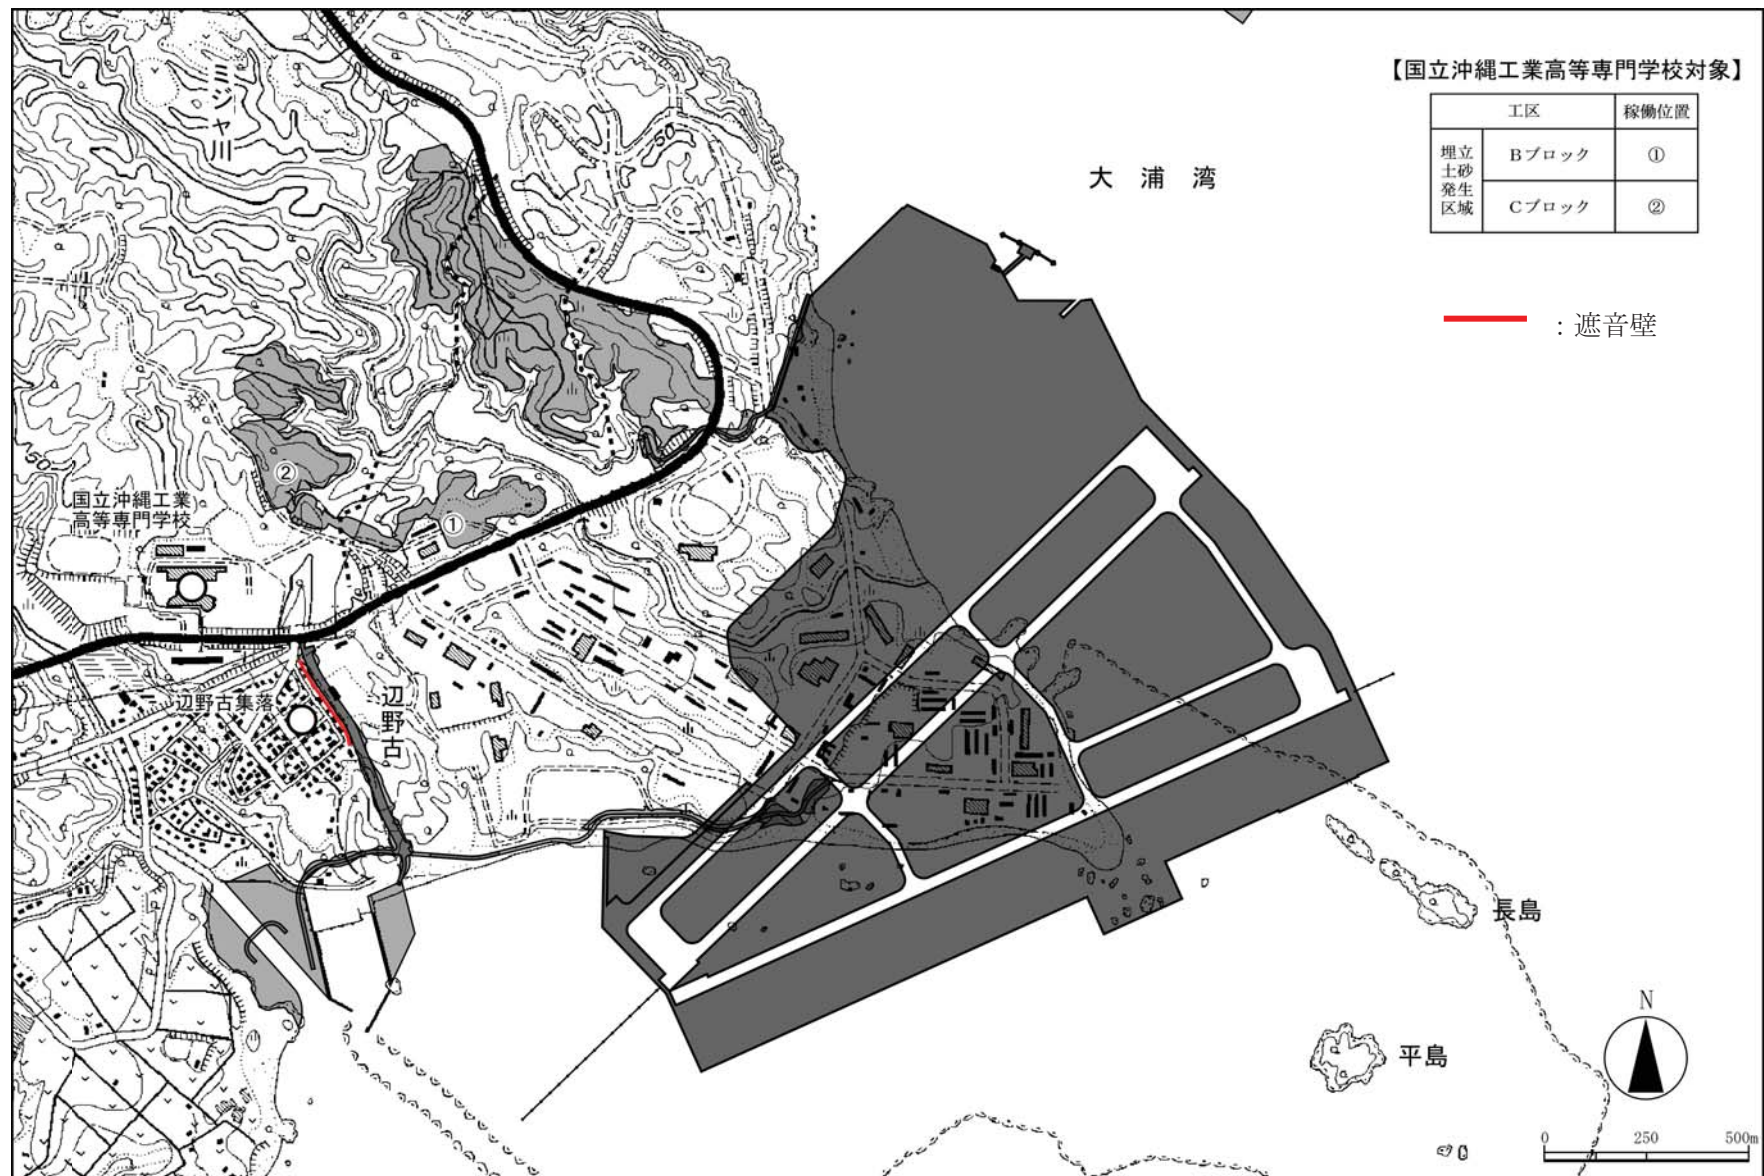 【国立沖縄工業高等専門学校対象】
工区 稼働位置
埋立土砂発生区域
Bブロック ①
Cブロック ②
：遮音壁
ミジャ川
50
大浦湾
50
②
①
国立沖縄工業
高等専門学校
辺野古集落
辺野古
長島
平島
N
0 250 500m